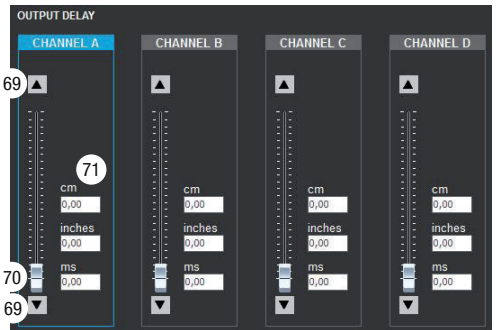 OUTPUT DELAY
CHANNEL A CHANNEL B CHANNEL C CHANNEL D
69
71
cm cm cm cm
0,00 0,00 0,00 0,00
inches inches inches inches
0,00 0,00 0,00 0,00
ms ms ms ms
70 0,00 0,00 0,00 0,00
69